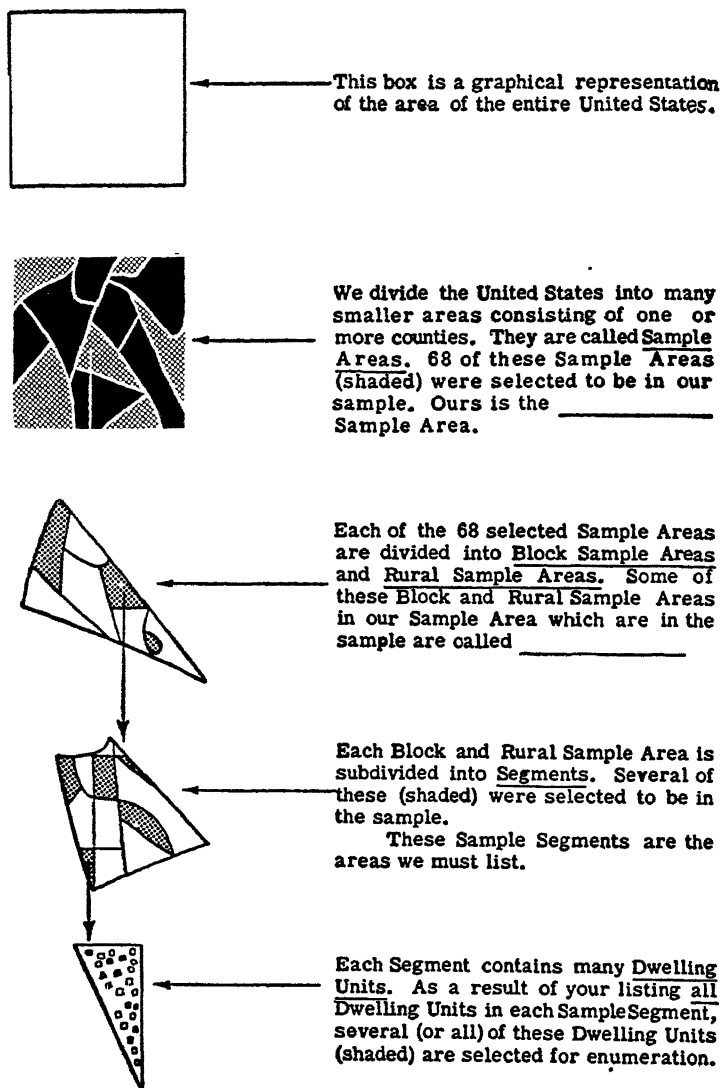 This box is a graphical representation
of the area of the entire United States.
We divide the United States into many
smaller areas consisting of one or
more counties. They are called Sample
Areas. 68 of these Sample Areas
(shaded) were selected to be in our
sample. Ours is the ____________
Sample Area.
Each of the 68 selected Sample Areas
are divided into Block Sample Areas
and Rural Sample Areas. Some of
these Block and Rural Sample Areas
in our Sample Area which are in the
sample are called ____________
Each Block and Rural Sample Area is
subdivided into Segments. Several of
these (shaded) were selected to be in
the sample.
These Sample Segments are the
areas we must list.
Each Segment contains many Dwelling
Units. As a result of your listing all
Dwelling Units in each Sample Segment,
several (or all) of these Dwelling Units
(shaded) are selected for enumeration.